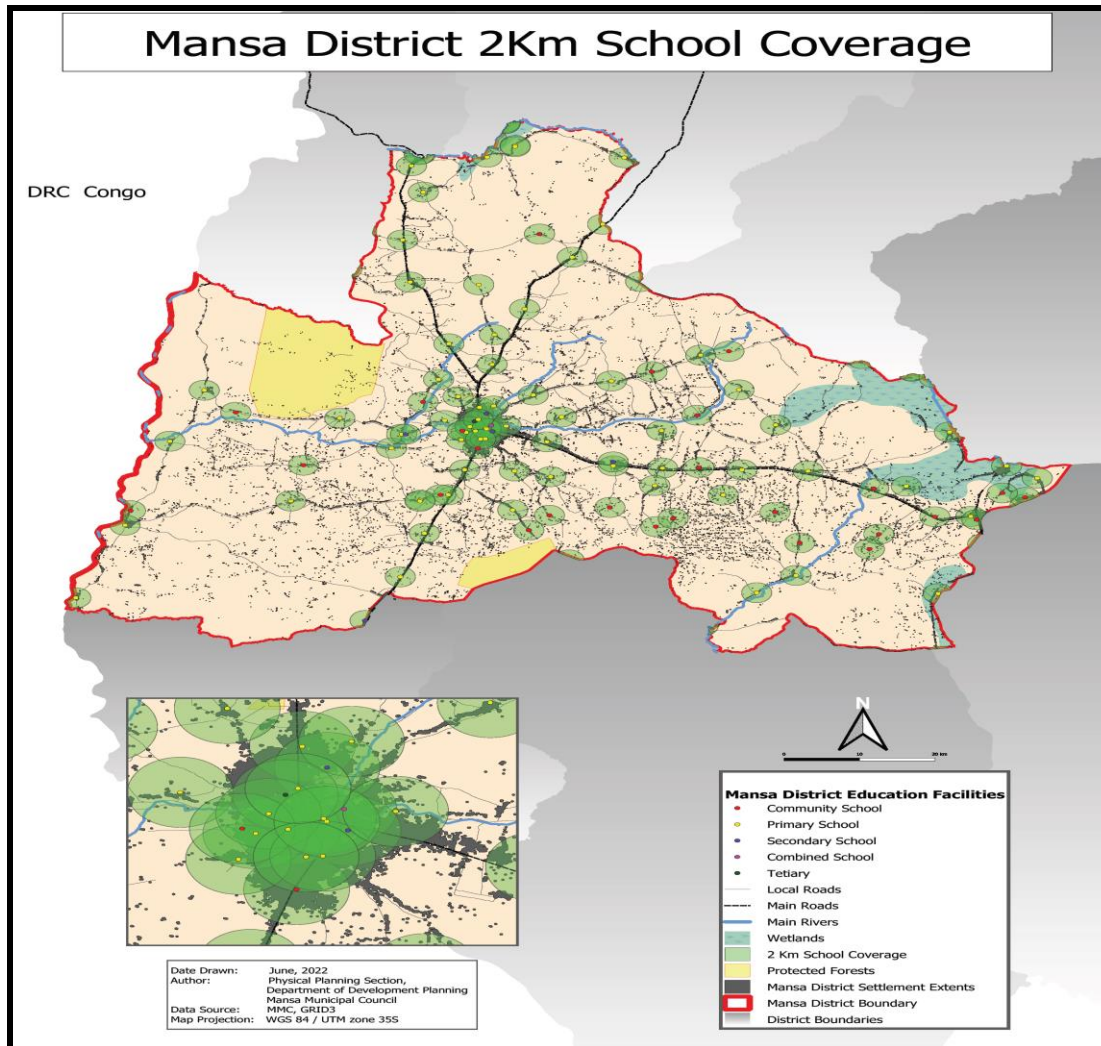 Mansa District 2Km School Coverage
DRC Congo
N
0 10 20 km
Mansa District Education Facilities
Community School
Primary School
Secondary School
Combined School
Tetiary
Local Roads
Main Roads
Main Rivers
Wetlands
2 Km School Coverage
Protected Forests
Mansa District Settlement Extents
Mansa District Boundary
District Boundaries
Date Drawn: June, 2022
Author: Physical Planning Section,
Department of Development Planning
Mansa Municipal Council
Data Source: MMC, GRID3
Map Projection: WGS 84 / UTM zone 35S